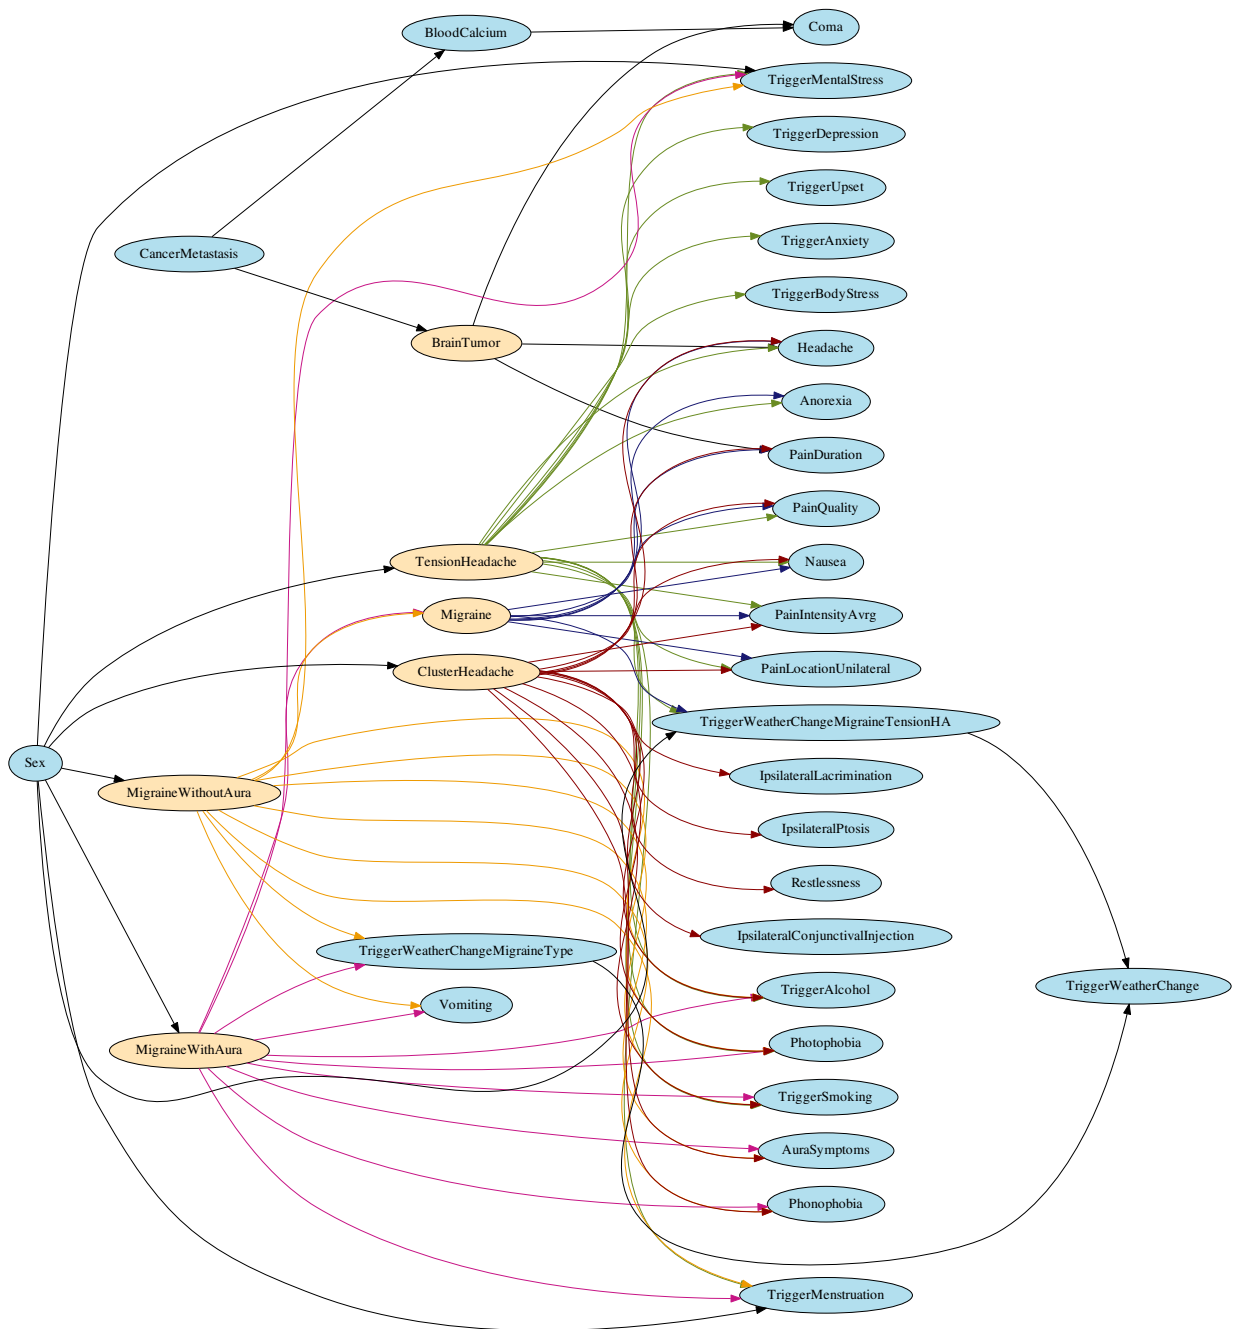 Coma
BloodCalcium
TriggerMentalStress
TriggerDepression
TriggerUpset
TriggerAnxiety
CancerMetastasis
TriggerBodyStress
BrainTumor
Headache
Anorexia
PainDuration
PainQuality
TensionHeadache
Nausea
Migraine
PainIntensityAvrg
ClusterHeadache
PainLocationUnilateral
TriggerWeatherChangeMigraineTensionHA
Sex
IpsilateralLacrimination
MigraineWithoutAura
IpsilateralPtosis
Restlessness
IpsilateralConjunctivalInjection
TriggerWeatherChangeMigraineType
TriggerWeatherChange
TriggerAlcohol
Vomiting
Photophobia
MigraineWithAura
TriggerSmoking
AuraSymptoms
Phonophobia
TriggerMenstruation